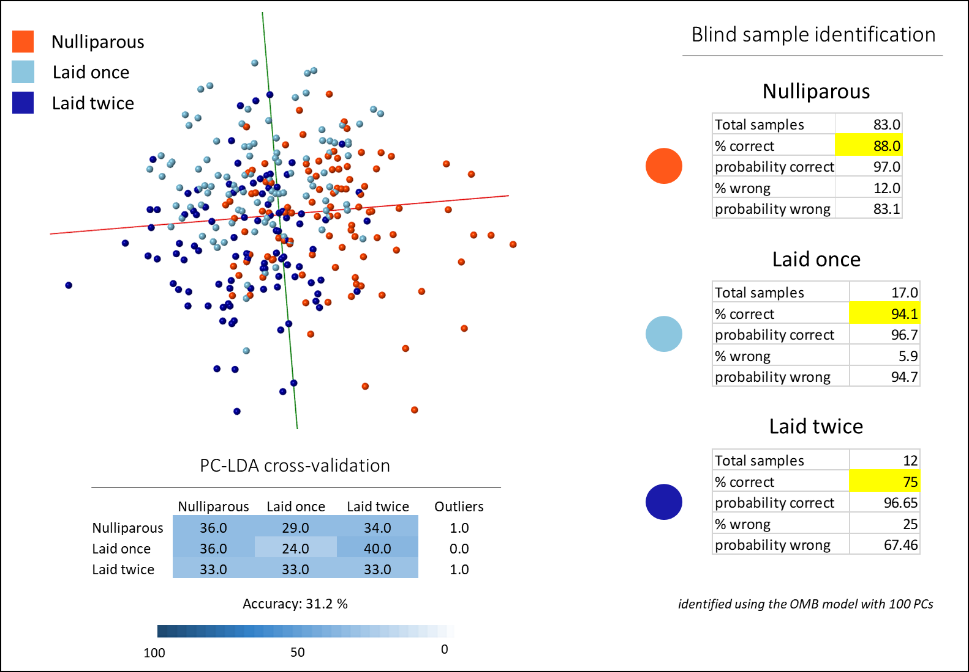 Nulliparous
Laid once
Laid twice
PC-LDA cross-validation
Nulliparous Laid once Laid twice Outliers
Nulliparous 36.0 29.0 34.0 1.0
Laid once 36.0 24.0 40.0 0.0
Laid twice 33.0 33.0 33.0 1.0
Accuracy: 31.2 %
100 50 0
Blind sample identification
Nulliparous
Total samples 83.0
% correct 88.0
probability correct 97.0
% wrong 12.0
probability wrong 83.1
Laid once
Total samples 17.0
% correct 94.1
probability correct 96.7
% wrong 5.9
probability wrong 94.7
Laid twice
Total samples 12
% correct 75
probability correct 96.65
% wrong 25
probability wrong 67.46
identified using the OMB model with 100 PCs